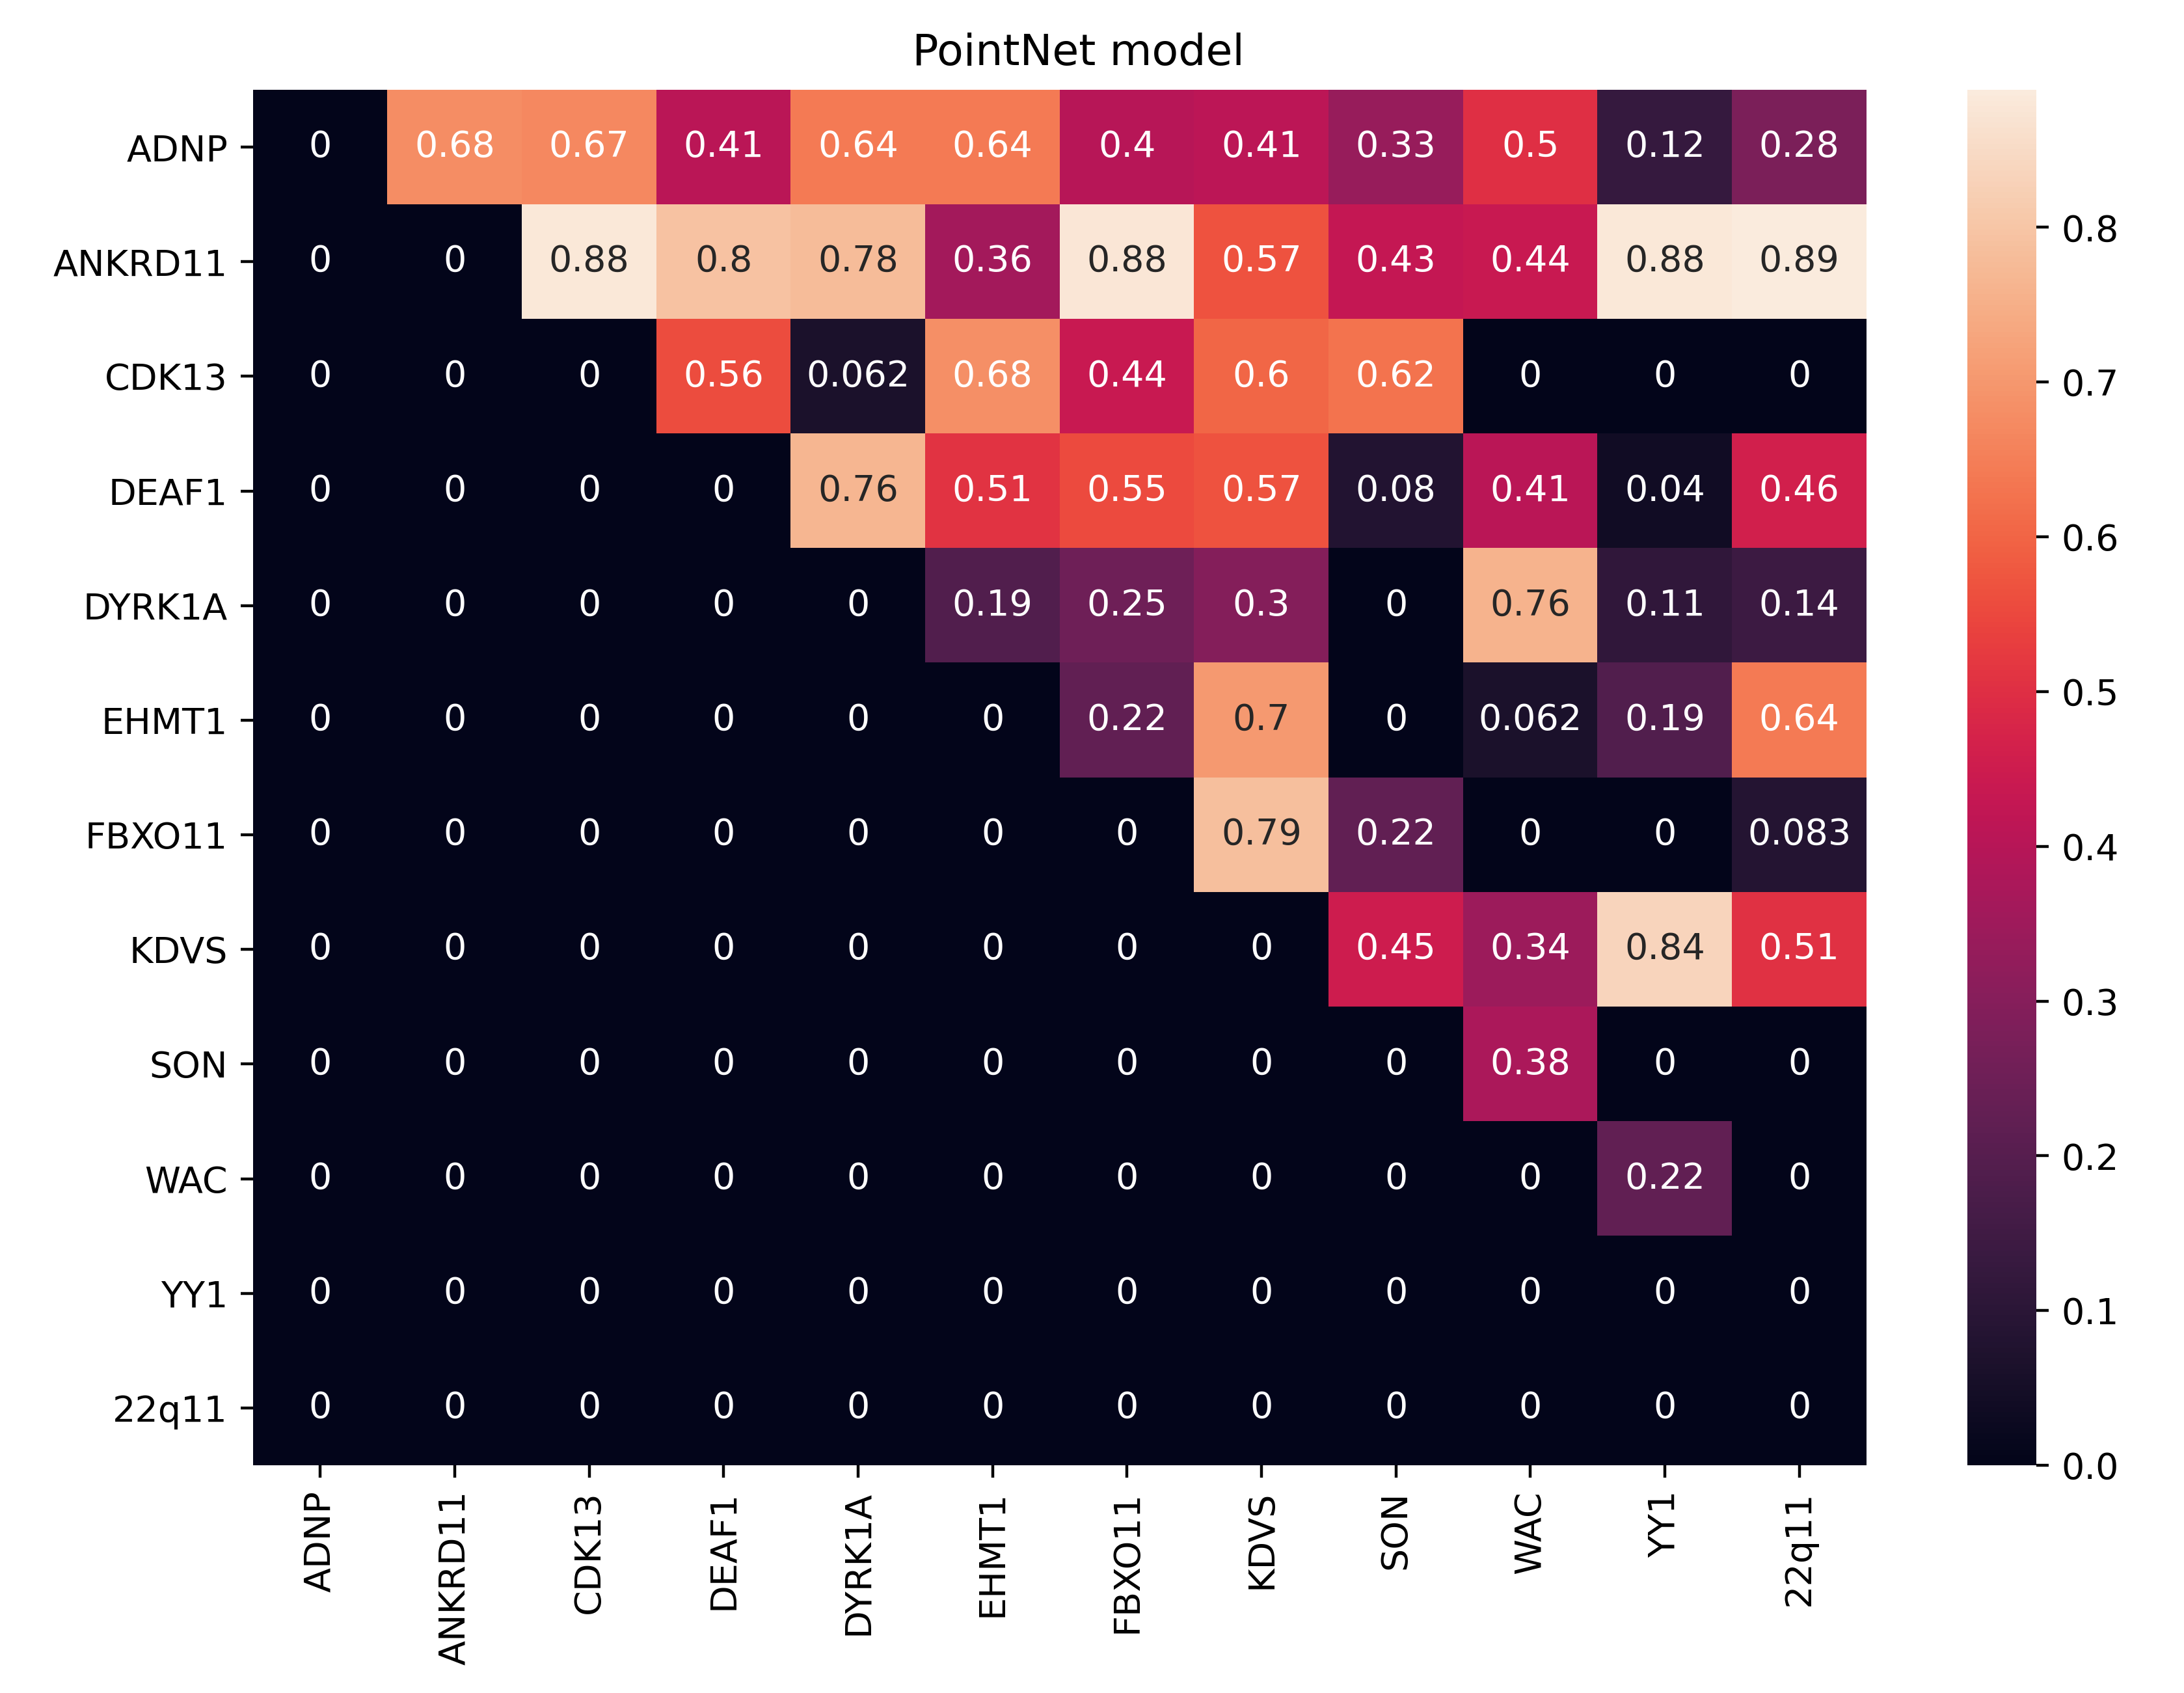 PointNet model
ADNP 0 0.68 0.67 0.41 0.64 0.64 0.4 0.41 0.33 0.5 0.12 0.28
ANKRD11 0 0 0.88 0.8 0.78 0.36 0.88 0.57 0.43 0.44 0.88 0.89
CDK13 0 0 0 0.56 0.062 0.68 0.44 0.6 0.62 0 0 0
DEAF1 0 0 0 0 0.76 0.51 0.55 0.57 0.08 0.41 0.04 0.46
DYRK1A 0 0 0 0 0 0.19 0.25 0.3 0 0.76 0.11 0.14
EHMT1 0 0 0 0 0 0 0.22 0.7 0 0.062 0.19 0.64
FBXO11 0 0 0 0 0 0 0 0.79 0.22 0 0 0.083
KDVS 0 0 0 0 0 0 0 0 0.45 0.34 0.84 0.51
SON 0 0 0 0 0 0 0 0 0 0.38 0 0
WAC 0 0 0 0 0 0 0 0 0 0 0.22 0
YY1 0 0 0 0 0 0 0 0 0 0 0 0
22q11 0 0 0 0 0 0 0 0 0 0 0 0
ADNP ANKRD11 CDK13 DEAF1 DYRK1A EHMT1 FBXO11 KDVS SON WAC YY1 22q11
0.8
0.7
0.6
0.5
0.4
0.3
0.2
0.1
0.0